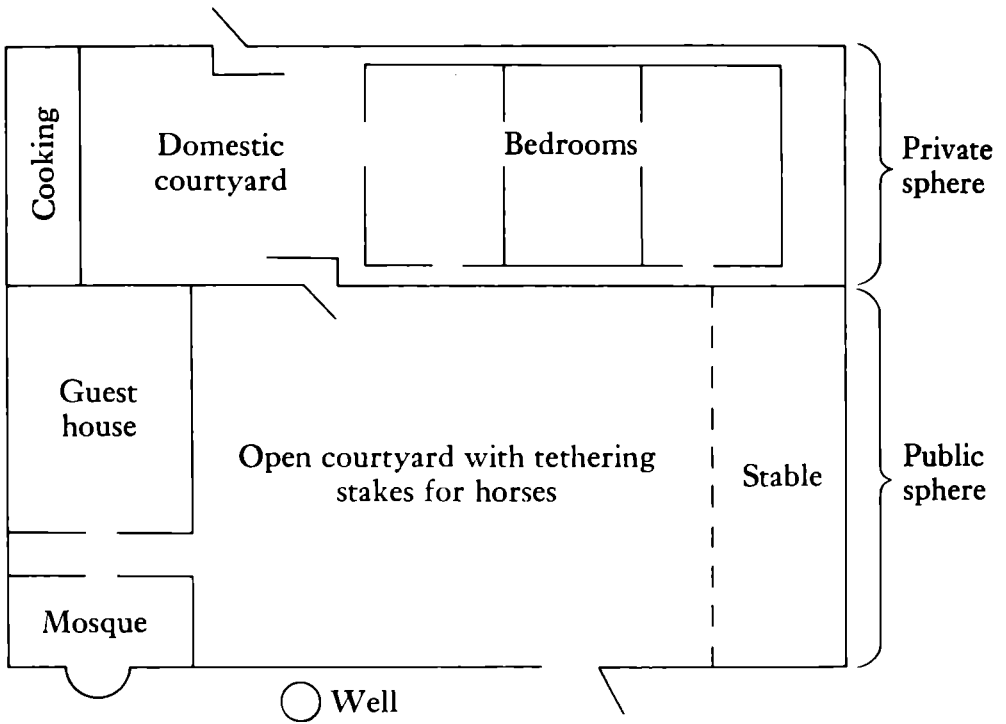 Cooking
Domestic
courtyard
Bedrooms
Private
sphere
Guest
house
Open courtyard with tethering
stakes for horses
Stable
Public
sphere
Mosque
Well